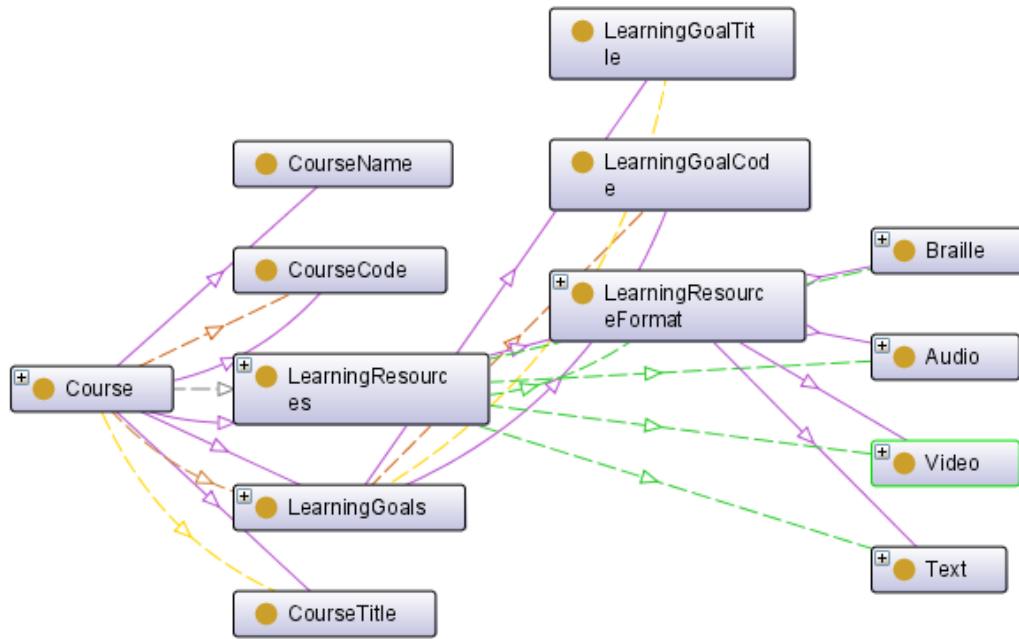 LearningGoalTit
le
CourseName
LearningGoalCod
e
CourseCode
Braille
LearningResourc
eFormat
Audio
Course
LearningResourc
es
Video
LearningGoals
Text
CourseTitle